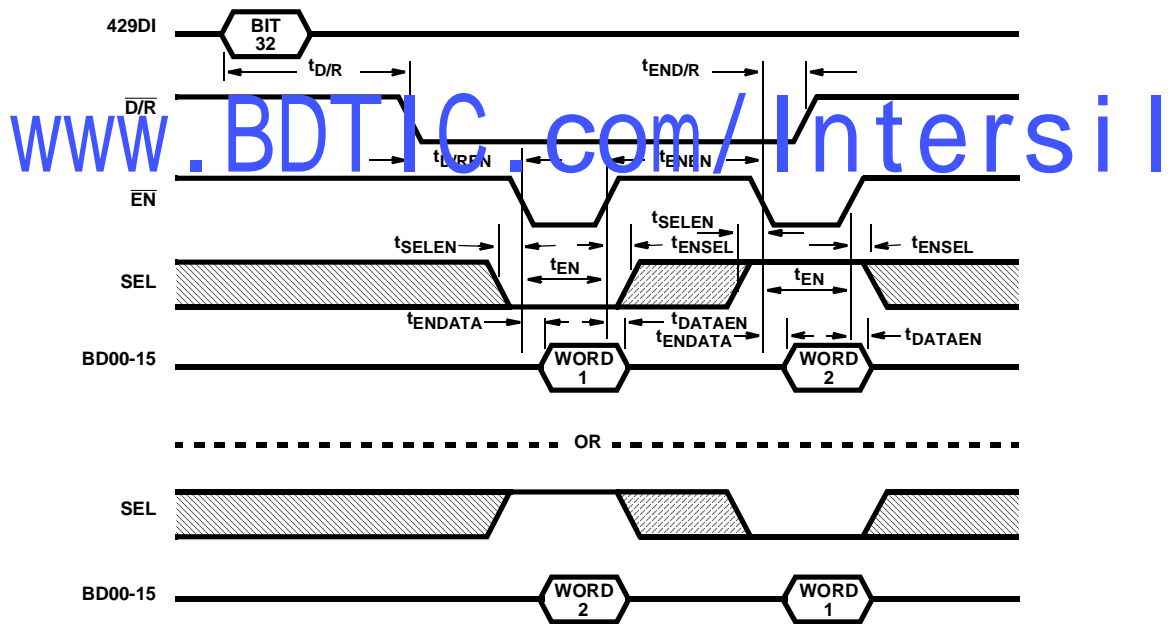 429DI
BIT
32
tD/R
tEND/R
D/R
www.BDTIC.com/Intersil
tD/REN
tENEN
EN
tSELEN
tSELEN
tENSEL
tENSEL
SEL
tEN
tEN
tENDATA
tDATAEN
tENDATA
tDATAEN
BD00-15
WORD
1
WORD
2
OR
SEL
BD00-15
WORD
2
WORD
1